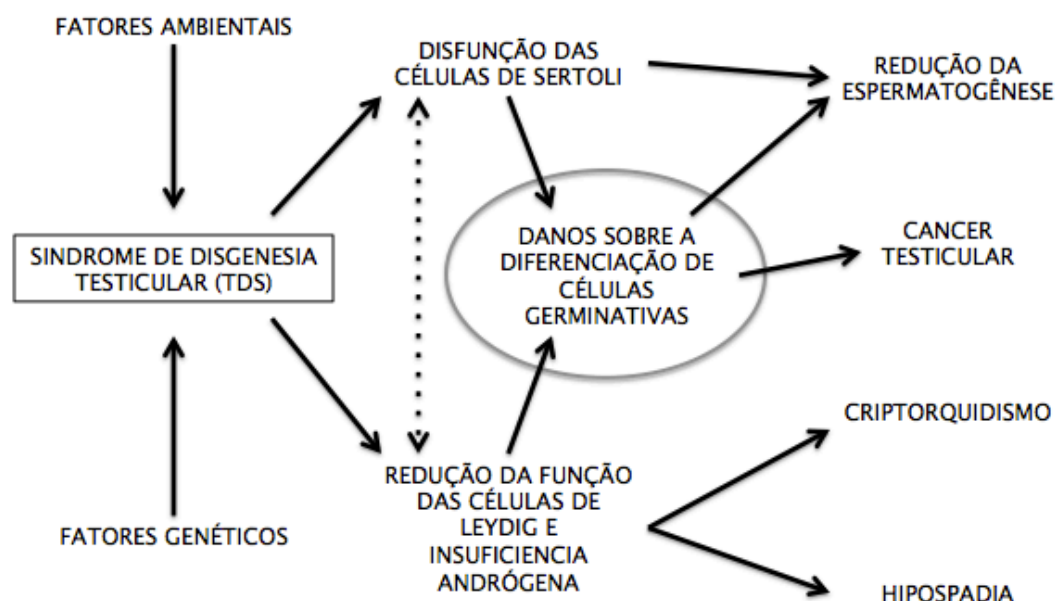 FATORES AMBIENTAIS
DISFUNÇÃO DAS
CÉLULAS DE SERTOLI
REDUÇÃO DA
ESPERMATOGÊNESE
SINDROME DE DISGENESIA
TESTICULAR (TDS)
DANOS SOBRE A
DIFERENCIAÇÃO DE
CÉLULAS
GERMINATIVAS
CANCER
TESTICULAR
FATORES GENÉTICOS
REDUÇÃO DA FUNÇÃO
DAS CÉLULAS DE
LEYDIG E
INSUFICIENCIA
ANDRÓGENA
CRIPTORQUIDISMO
HIPOSPADIA